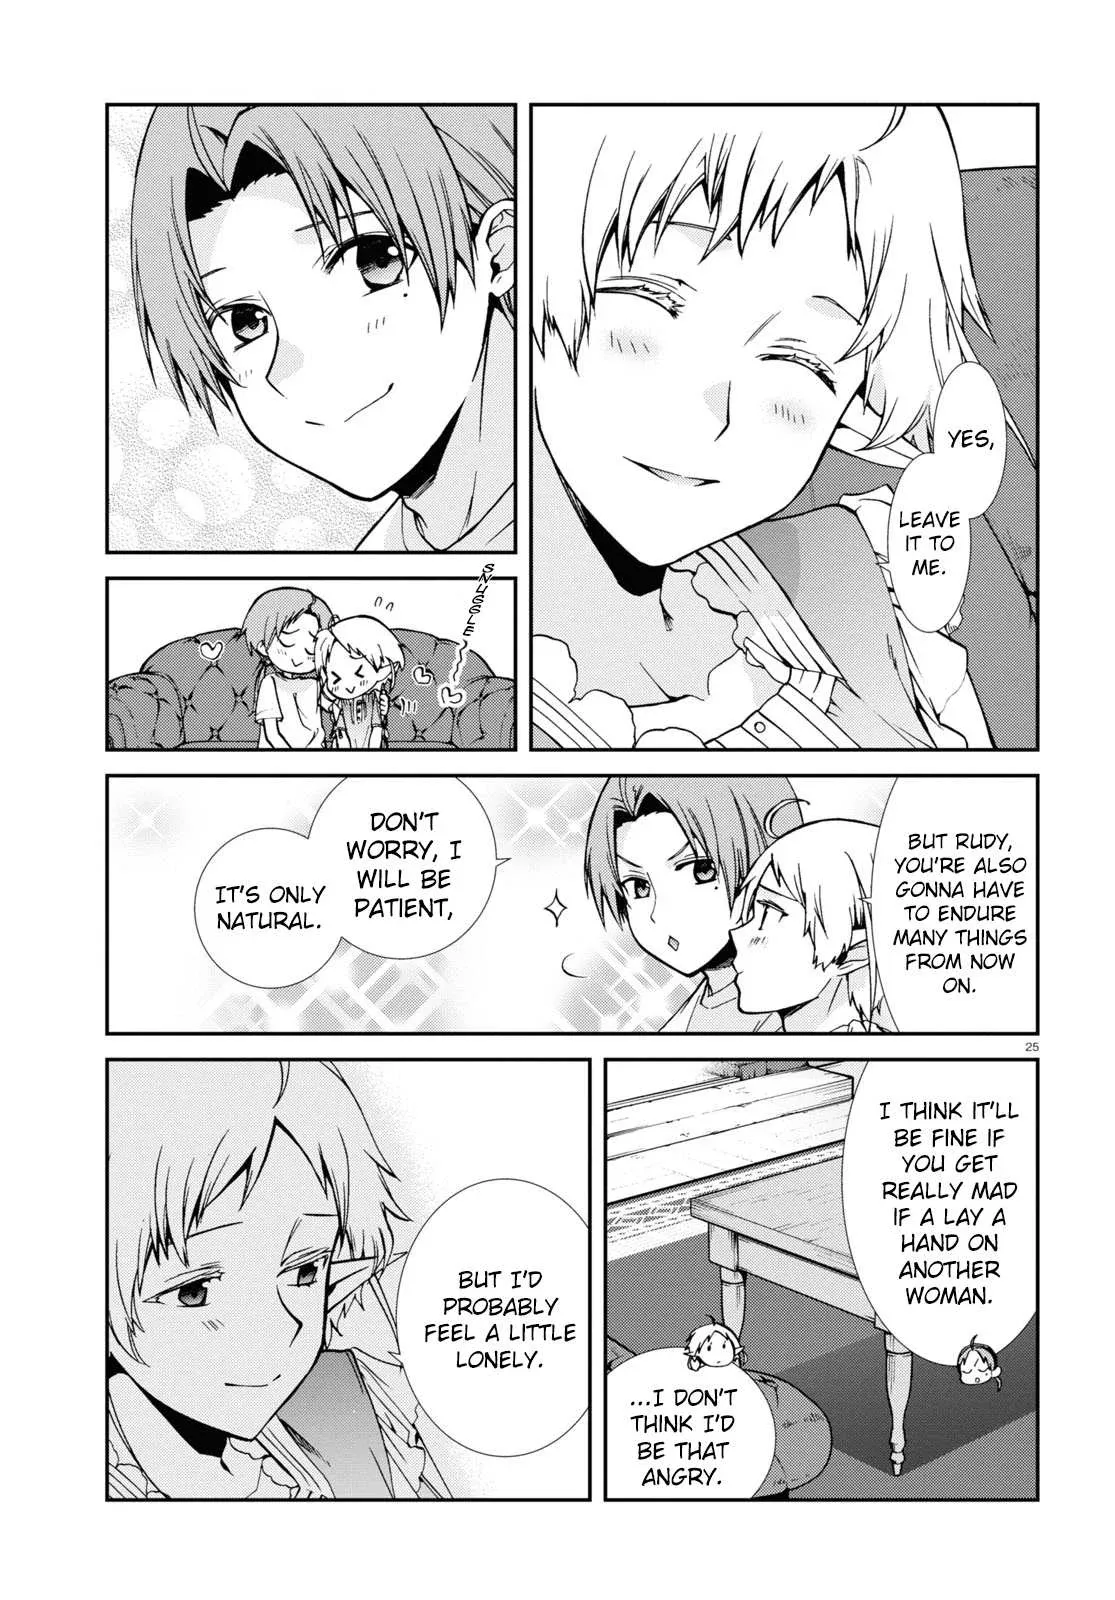 YES,
LEAVE
IT TO
ME.
SNUGGLE
BUT RUDY,
YOU'RE ALSO
GONNA HAVE
TO ENDURE
MANY THINGS
FROM NOW
ON.
DON'T
WORRY, I
WILL BE
PATIENT,
IT'S ONLY
NATURAL.
25
I THINK IT'LL
BE FINE IF
YOU GET
REALLY MAD
IF A LAY A
HAND ON
ANOTHER
WOMAN.
...I DON'T
THINK I'D
BE THAT
ANGRY.
BUT I'D
PROBABLY
FEEL A LITTLE
LONELY.